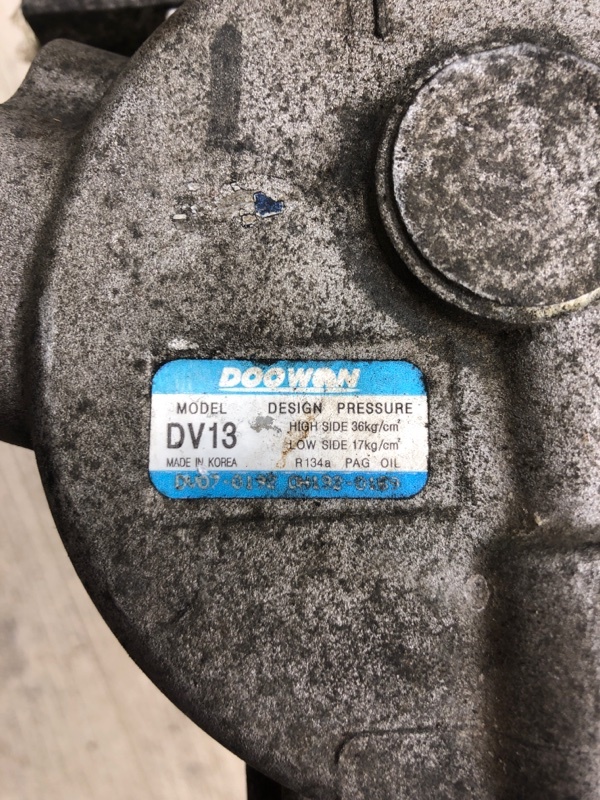 DOOWON
MODEL DESIGN PRESSURE
DV13 HIGH SIDE 36kg/cm²
LOW SIDE 17kg/cm²
MADE IN KOREA R134a PAG OIL